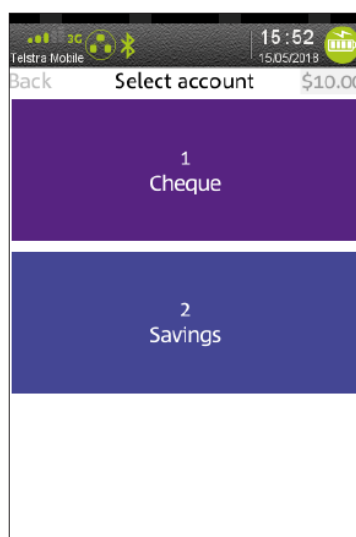 3G
15:52
Telstra Mobile
15/05/2018
Back
Select account
$10.00
1
Cheque
2
Savings